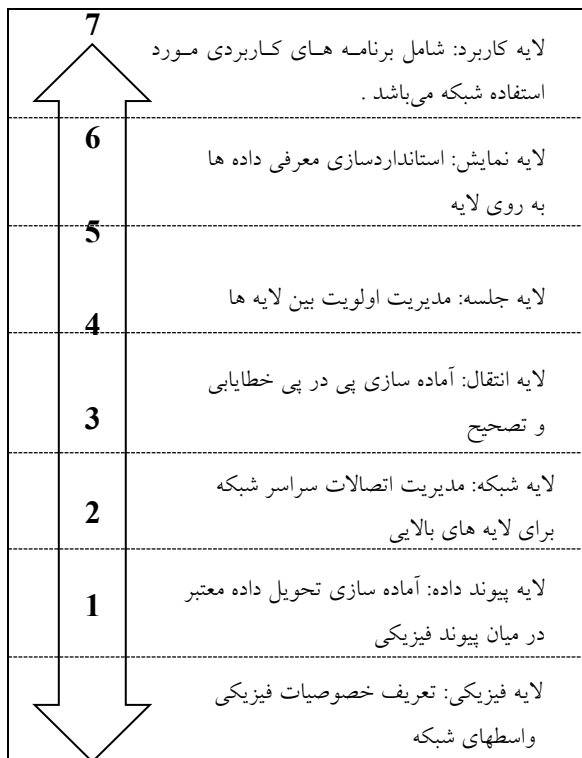 7
لایه کاربرد: شامل برنامه های کاربردی مورد
استفاده شبکه می‌باشد .
6
لایه نمایش: استانداردسازی معرفی داده ها
به روی لایه
5
لایه جلسه: مدیریت اولویت بین لایه ها
4
لایه انتقال: آماده سازی پی در پی خطایابی
3
و تصحیح
لایه شبکه: مدیریت اتصالات سراسر شبکه
2
برای لایه های بالایی
لایه پیوند داده: آماده سازی تحویل داده معتبر
1
در میان پیوند فیزیکی
لایه فیزیکی: تعریف خصوصیات فیزیکی
واسطهای شبکه